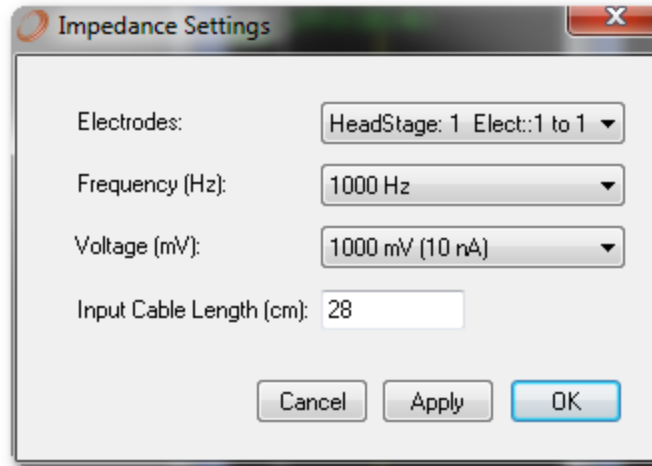 Impedance Settings
Electrodes: HeadStage: 1 Elect::1 to 1
Frequency (Hz): 1000 Hz
Voltage (mV): 1000 mV (10 nA)
Input Cable Length (cm): 28
Cancel Apply OK